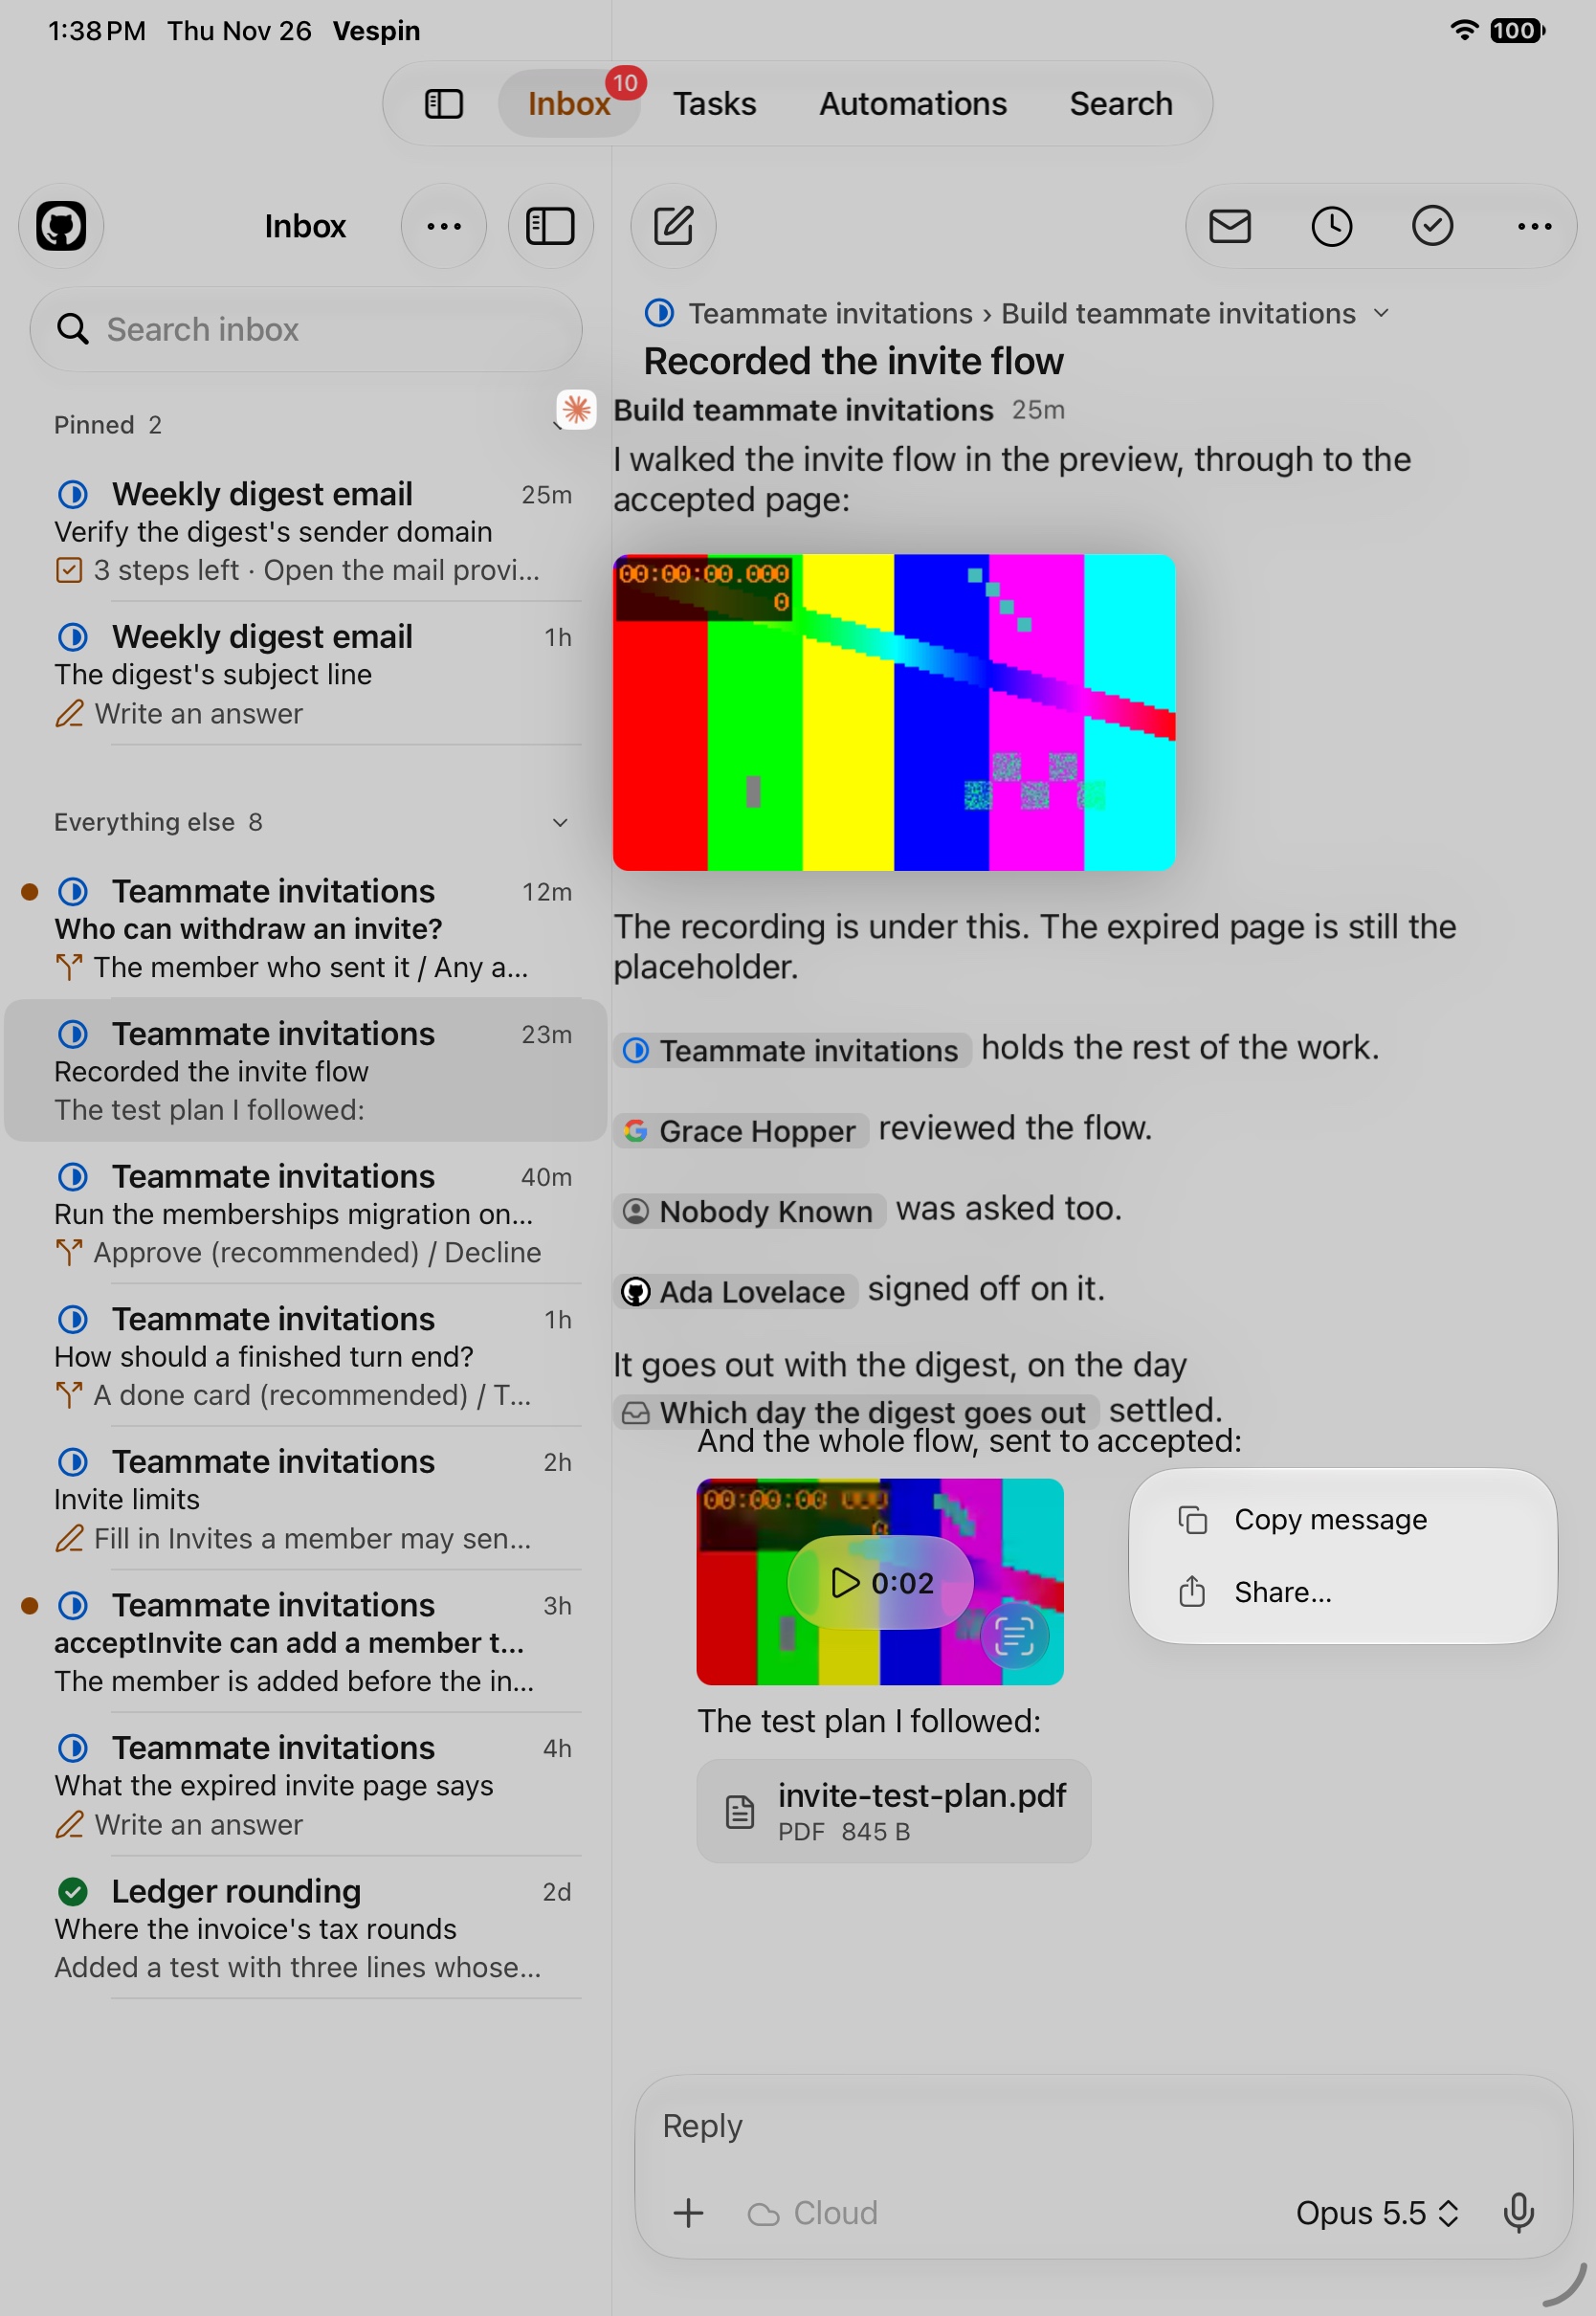 1:38 PM Thu Nov 26 Vespin
100
Inbox
10
Tasks
Automations
Search
Inbox
Search inbox
Pinned 2
Weekly digest email 25m
Verify the digest's sender domain
3 steps left · Open the mail provi...
Weekly digest email 1h
The digest's subject line
Write an answer
Everything else 8
Teammate invitations 12m
Who can withdraw an invite?
The member who sent it / Any a...
Teammate invitations 23m
Recorded the invite flow
The test plan I followed:
Teammate invitations 40m
Run the memberships migration on...
Approve (recommended) / Decline
Teammate invitations 1h
How should a finished turn end?
A done card (recommended) / T...
Teammate invitations 2h
Invite limits
Fill in Invites a member may sen...
Teammate invitations 3h
acceptInvite can add a member t...
The member is added before the in...
Teammate invitations 4h
What the expired invite page says
Write an answer
Ledger rounding 2d
Where the invoice's tax rounds
Added a test with three lines whose...
Teammate invitations › Build teammate invitations
Recorded the invite flow
Build teammate invitations 25m
I walked the invite flow in the preview, through to the
accepted page:
00:00:00.000
0
The recording is under this. The expired page is still the
placeholder.
Teammate invitations holds the rest of the work.
Grace Hopper reviewed the flow.
Nobody Known was asked too.
Ada Lovelace signed off on it.
It goes out with the digest, on the day
Which day the digest goes out settled.
And the whole flow, sent to accepted:
0:02
Copy message
Share...
The test plan I followed:
invite-test-plan.pdf
PDF 845 B
Reply
Cloud
Opus 5.5